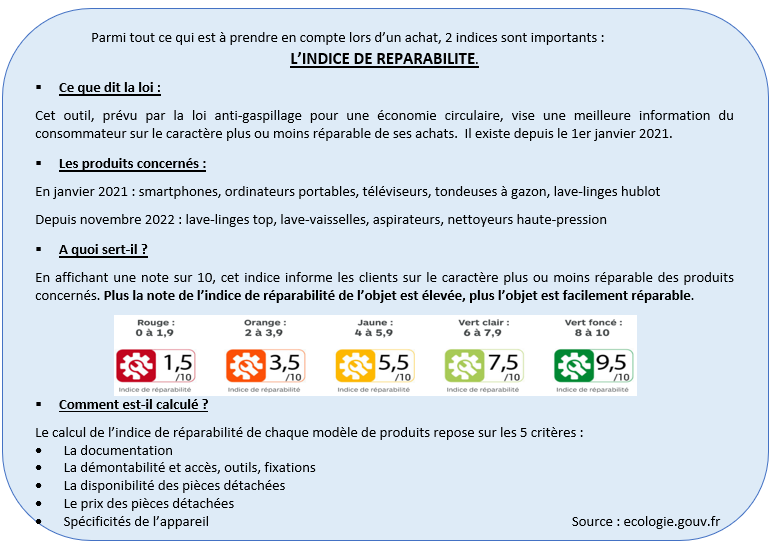 Parmi tout ce qui est à prendre en compte lors d'un achat, 2 indices sont importants :
L'INDICE DE REPARABILITE.
▪ Ce que dit la loi :
Cet outil, prévu par la loi anti-gaspillage pour une économie circulaire, vise une meilleure information du
consommateur sur le caractère plus ou moins réparable de ses achats. Il existe depuis le 1er janvier 2021.
▪ Les produits concernés :
En janvier 2021 : smartphones, ordinateurs portables, téléviseurs, tondeuses à gazon, lave-linges hublot
Depuis novembre 2022 : lave-linges top, lave-vaisselles, aspirateurs, nettoyeurs haute-pression
▪ A quoi sert-il ?
En affichant une note sur 10, cet indice informe les clients sur le caractère plus ou moins réparable des produits
concernés. Plus la note de l'indice de réparabilité de l'objet est élevée, plus l'objet est facilement réparable.
Rouge : Orange : Jaune : Vert clair : Vert foncé :
0 à 1,9 2 à 3,9 4 à 5,9 6 à 7,9 8 à 10
1,5 /10 3,5 /10 5,5 /10 7,5 /10 9,5 /10
Indice de réparabilité Indice de réparabilité Indice de réparabilité Indice de réparabilité Indice de réparabilité
▪ Comment est-il calculé ?
Le calcul de l'indice de réparabilité de chaque modèle de produits repose sur les 5 critères :
• La documentation
• La démontabilité et accès, outils, fixations
• La disponibilité des pièces détachées
• Le prix des pièces détachées
• Spécificités de l'appareil Source : ecologie.gouv.fr